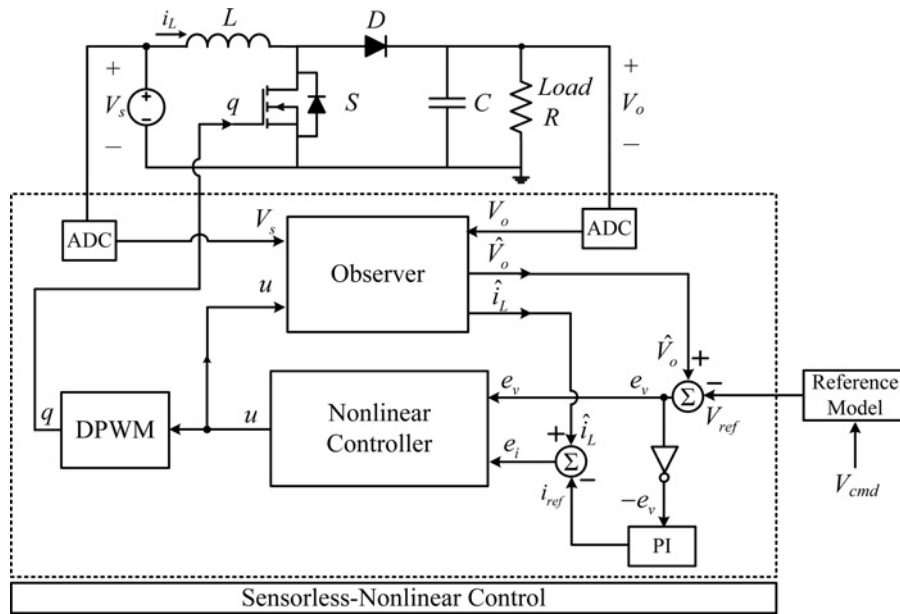 i_L
L
D
+
V_s
−
q
S
C
Load
R
+
V_o
−
ADC
V_s
V_o
ADC
Observer
V̂_o
u
î_L
V̂_o
+
−
Σ
V_ref
Reference
Model
V_cmd
q
DPWM
u
Nonlinear
Controller
e_v
e_v
+
î_L
e_i
Σ
−
i_ref
−e_v
PI
Sensorless-Nonlinear Control